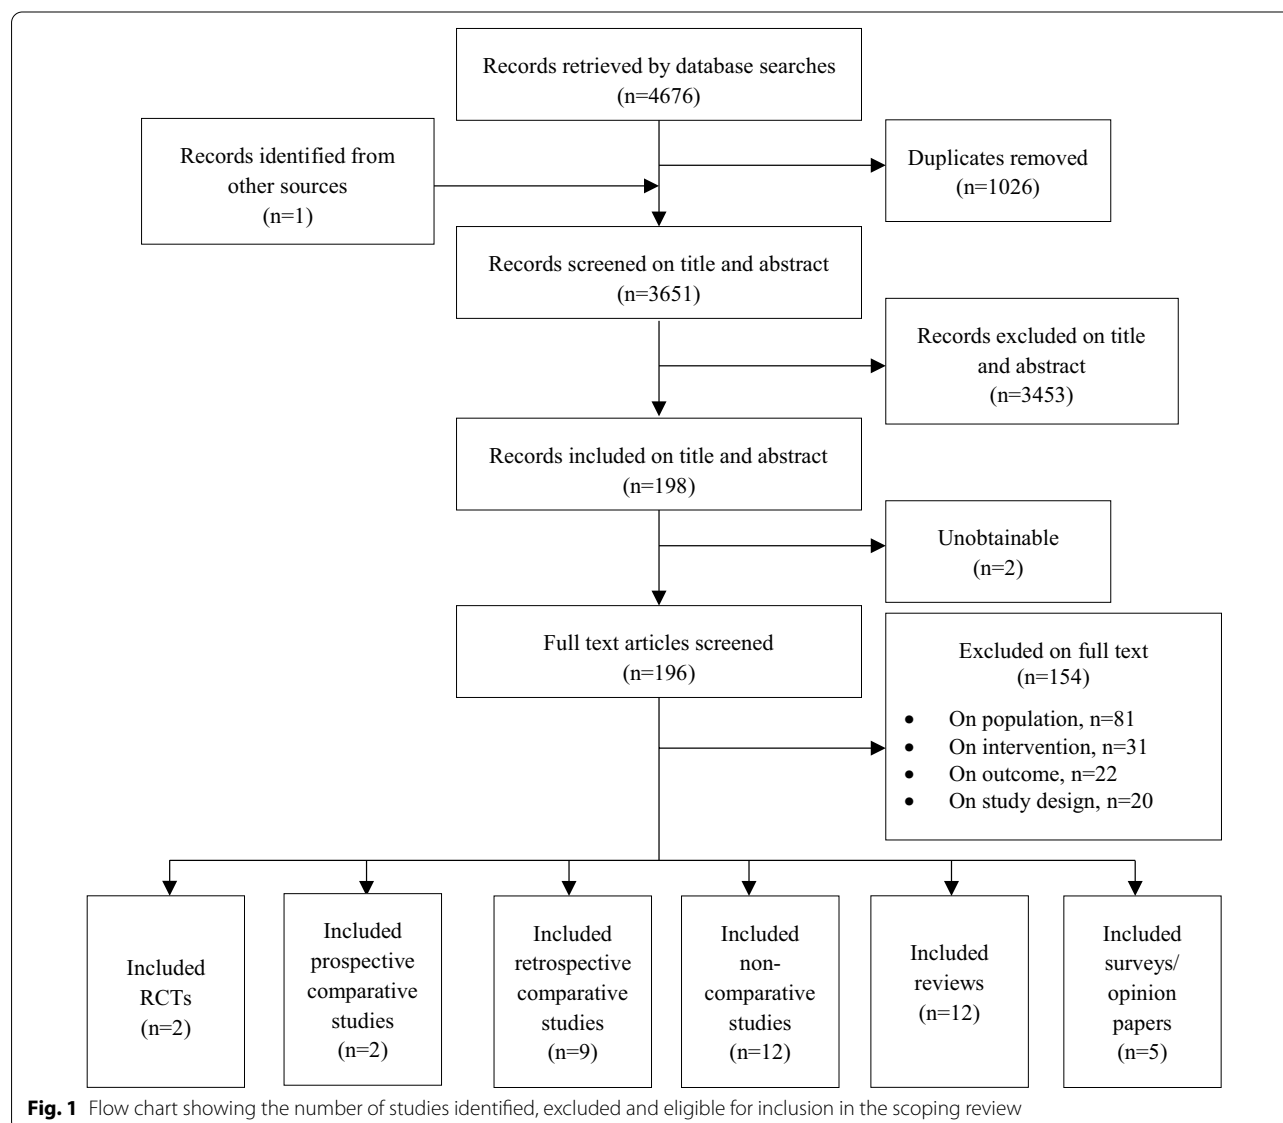 Records retrieved by database searches
(n=4676)
Records identified from
other sources
(n=1)
Duplicates removed
(n=1026)
Records screened on title and abstract
(n=3651)
Records excluded on title
and abstract
(n=3453)
Records included on title and abstract
(n=198)
Unobtainable
(n=2)
Full text articles screened
(n=196)
Excluded on full text
(n=154)
• On population, n=81
• On intervention, n=31
• On outcome, n=22
• On study design, n=20
Included
RCTs
(n=2)
Included
prospective
comparative
studies
(n=2)
Included
retrospective
comparative
studies
(n=9)
Included
non-
comparative
studies
(n=12)
Included
reviews
(n=12)
Included
surveys/
opinion
papers
(n=5)
Fig. 1 Flow chart showing the number of studies identified, excluded and eligible for inclusion in the scoping review